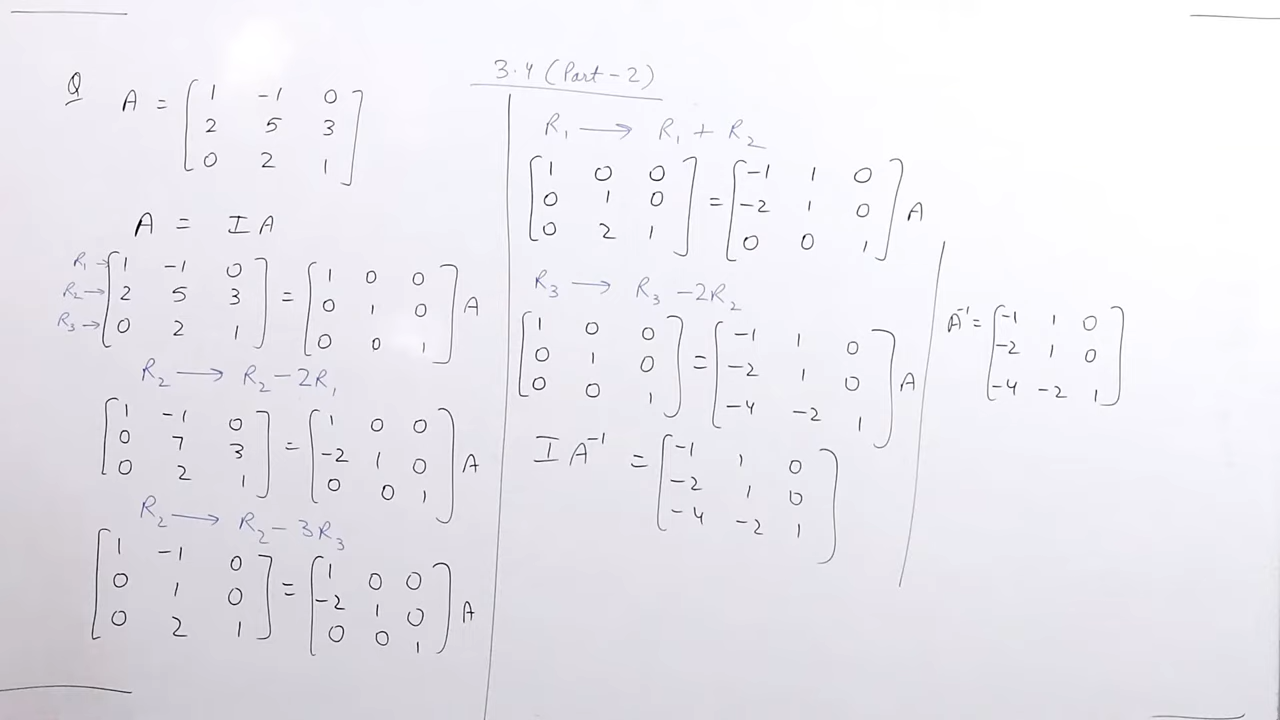 3.4 (Part-2)
Q A = [ 1 -1 0
2 5 3
0 2 1 ]
A = IA
R₁→ [ 1 -1 0
R₂→ 2 5 3
R₃→ 0 2 1 ] = [ 1 0 0
0 1 0
0 0 1 ] A
R₂ → R₂ - 2R₁
[ 1 -1 0
0 7 3
0 2 1 ] = [ 1 0 0
-2 1 0
0 0 1 ] A
R₂ → R₂ - 3R₃
[ 1 -1 0
0 1 0
0 2 1 ] = [ 1 0 0
-2 1 0
0 0 1 ] A
R₁ → R₁ + R₂
[ 1 0 0
0 1 0
0 2 1 ] = [ -1 1 0
-2 1 0
0 0 1 ] A
R₃ → R₃ - 2R₂
[ 1 0 0
0 1 0
0 0 1 ] = [ -1 1 0
-2 1 0
-4 -2 1 ] A
I A⁻¹ = [ -1 1 0
-2 1 0
-4 -2 1 ]
A⁻¹ = [ -1 1 0
-2 1 0
-4 -2 1 ]